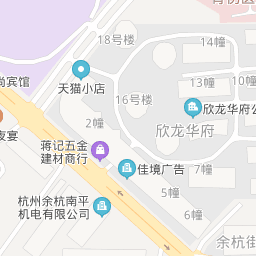 18号楼
14幢
尚宾馆
天猫小店
13幢
10幢
16号楼
欣龙华府公
2幢
欣龙华府
夜宴
蒋记五金
建材商行
佳境广告
7幢
6幢
5幢
杭州余杭南平
机电有限公司
余杭街